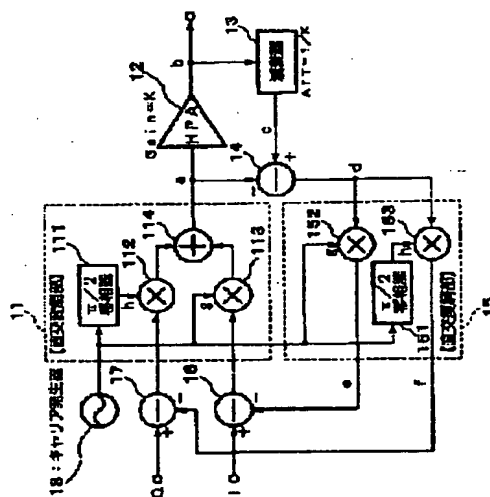 18:キャリア発生器
11
【直交変調部】
111
π/2
移相器
h
112
114
g
113
Q
+
-
17
I
+
-
16
a
Gain=K
HPA
12
b
13
減衰器
ATT=1/K
c
14
-
+
d
152
g
153
h
π/2
移相器
151
【直交復調部】
15
e
f